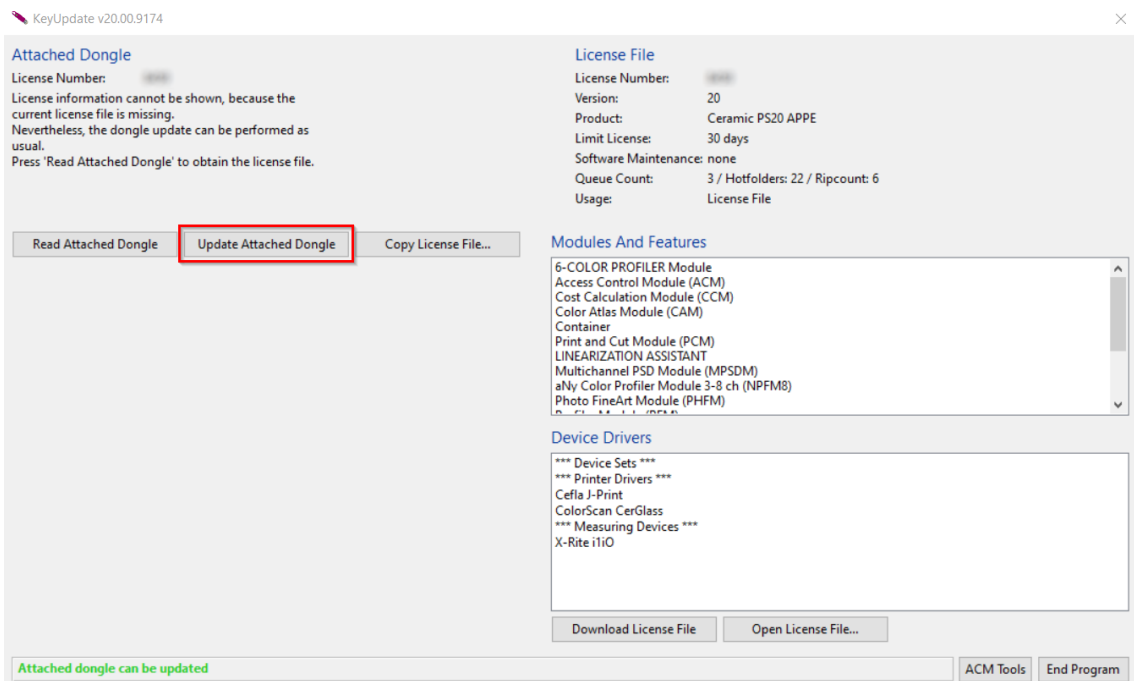 KeyUpdate v20.00.9174
Attached Dongle
License Number:
License information cannot be shown, because the
current license file is missing.
Nevertheless, the dongle update can be performed as
usual.
Press 'Read Attached Dongle' to obtain the license file.
Read Attached Dongle
Update Attached Dongle
Copy License File...
License File
License Number:
Version: 20
Product: Ceramic PS20 APPE
Limit License: 30 days
Software Maintenance: none
Queue Count: 3 / Hotfolders: 22 / Ripcount: 6
Usage: License File
Modules And Features
6-COLOR PROFILER Module
Access Control Module (ACM)
Cost Calculation Module (CCM)
Color Atlas Module (CAM)
Container
Print and Cut Module (PCM)
LINEARIZATION ASSISTANT
Multichannel PSD Module (MPSDM)
aNy Color Profiler Module 3-8 ch (NPFM8)
Photo FineArt Module (PHFM)
Device Drivers
*** Device Sets ***
*** Printer Drivers ***
Cefla J-Print
ColorScan CerGlass
*** Measuring Devices ***
X-Rite i1iO
Download License File
Open License File...
Attached dongle can be updated
ACM Tools
End Program